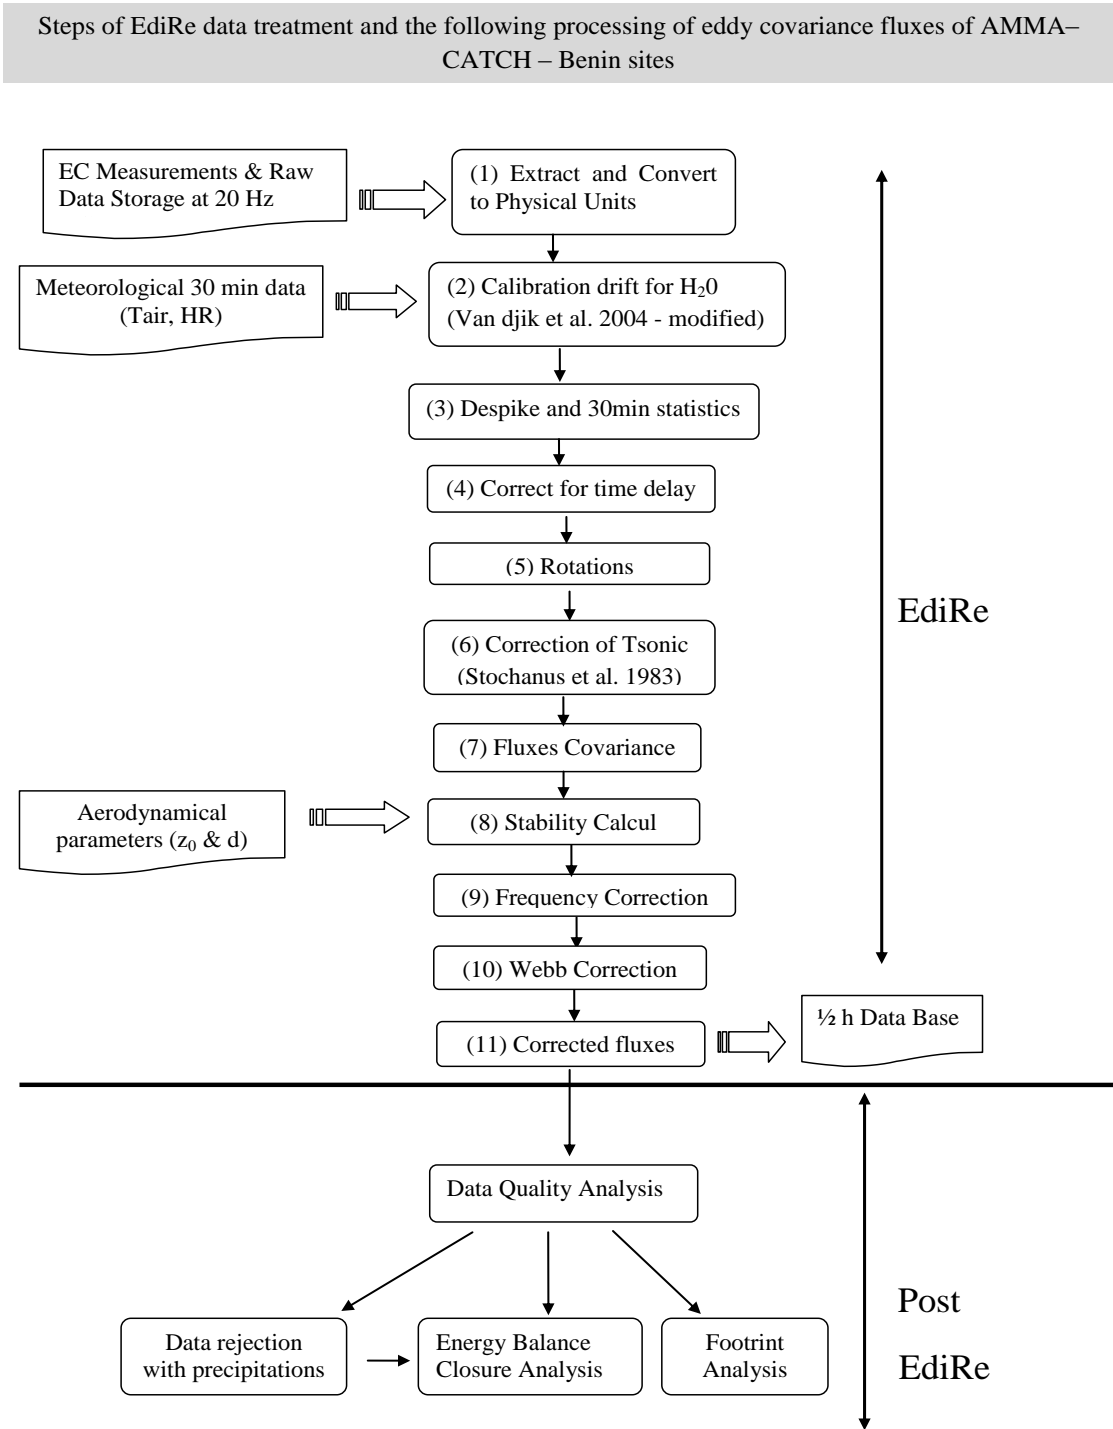 Steps of EdiRe data treatment and the following processing of eddy covariance fluxes of AMMA–
CATCH – Benin sites
EC Measurements & Raw
Data Storage at 20 Hz
(1) Extract and Convert
to Physical Units
Meteorological 30 min data
(Tair, HR)
(2) Calibration drift for H₂0
(Van djik et al. 2004 - modified)
(3) Despike and 30min statistics
(4) Correct for time delay
(5) Rotations
EdiRe
(6) Correction of Tsonic
(Stochanus et al. 1983)
(7) Fluxes Covariance
Aerodynamical
parameters (z₀ & d)
(8) Stability Calcul
(9) Frequency Correction
(10) Webb Correction
(11) Corrected fluxes
½ h Data Base
Data Quality Analysis
Post
EdiRe
Data rejection
with precipitations
Energy Balance
Closure Analysis
Footrint
Analysis